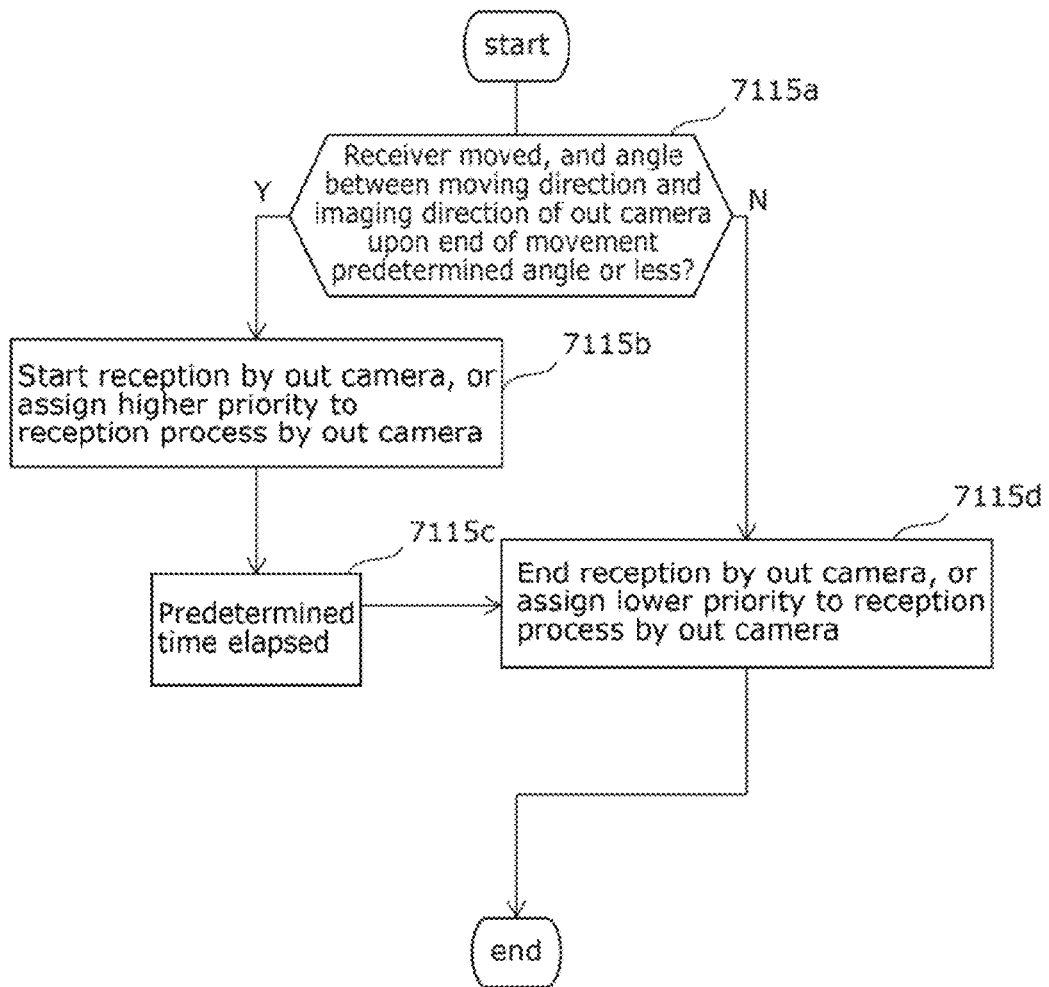 start
7115a
Receiver moved, and angle
between moving direction and
imaging direction of out camera
upon end of movement
predetermined angle or less?
Y
N
7115b
Start reception by out camera, or
assign higher priority to
reception process by out camera
7115c
Predetermined
time elapsed
7115d
End reception by out camera, or
assign lower priority to reception
process by out camera
end